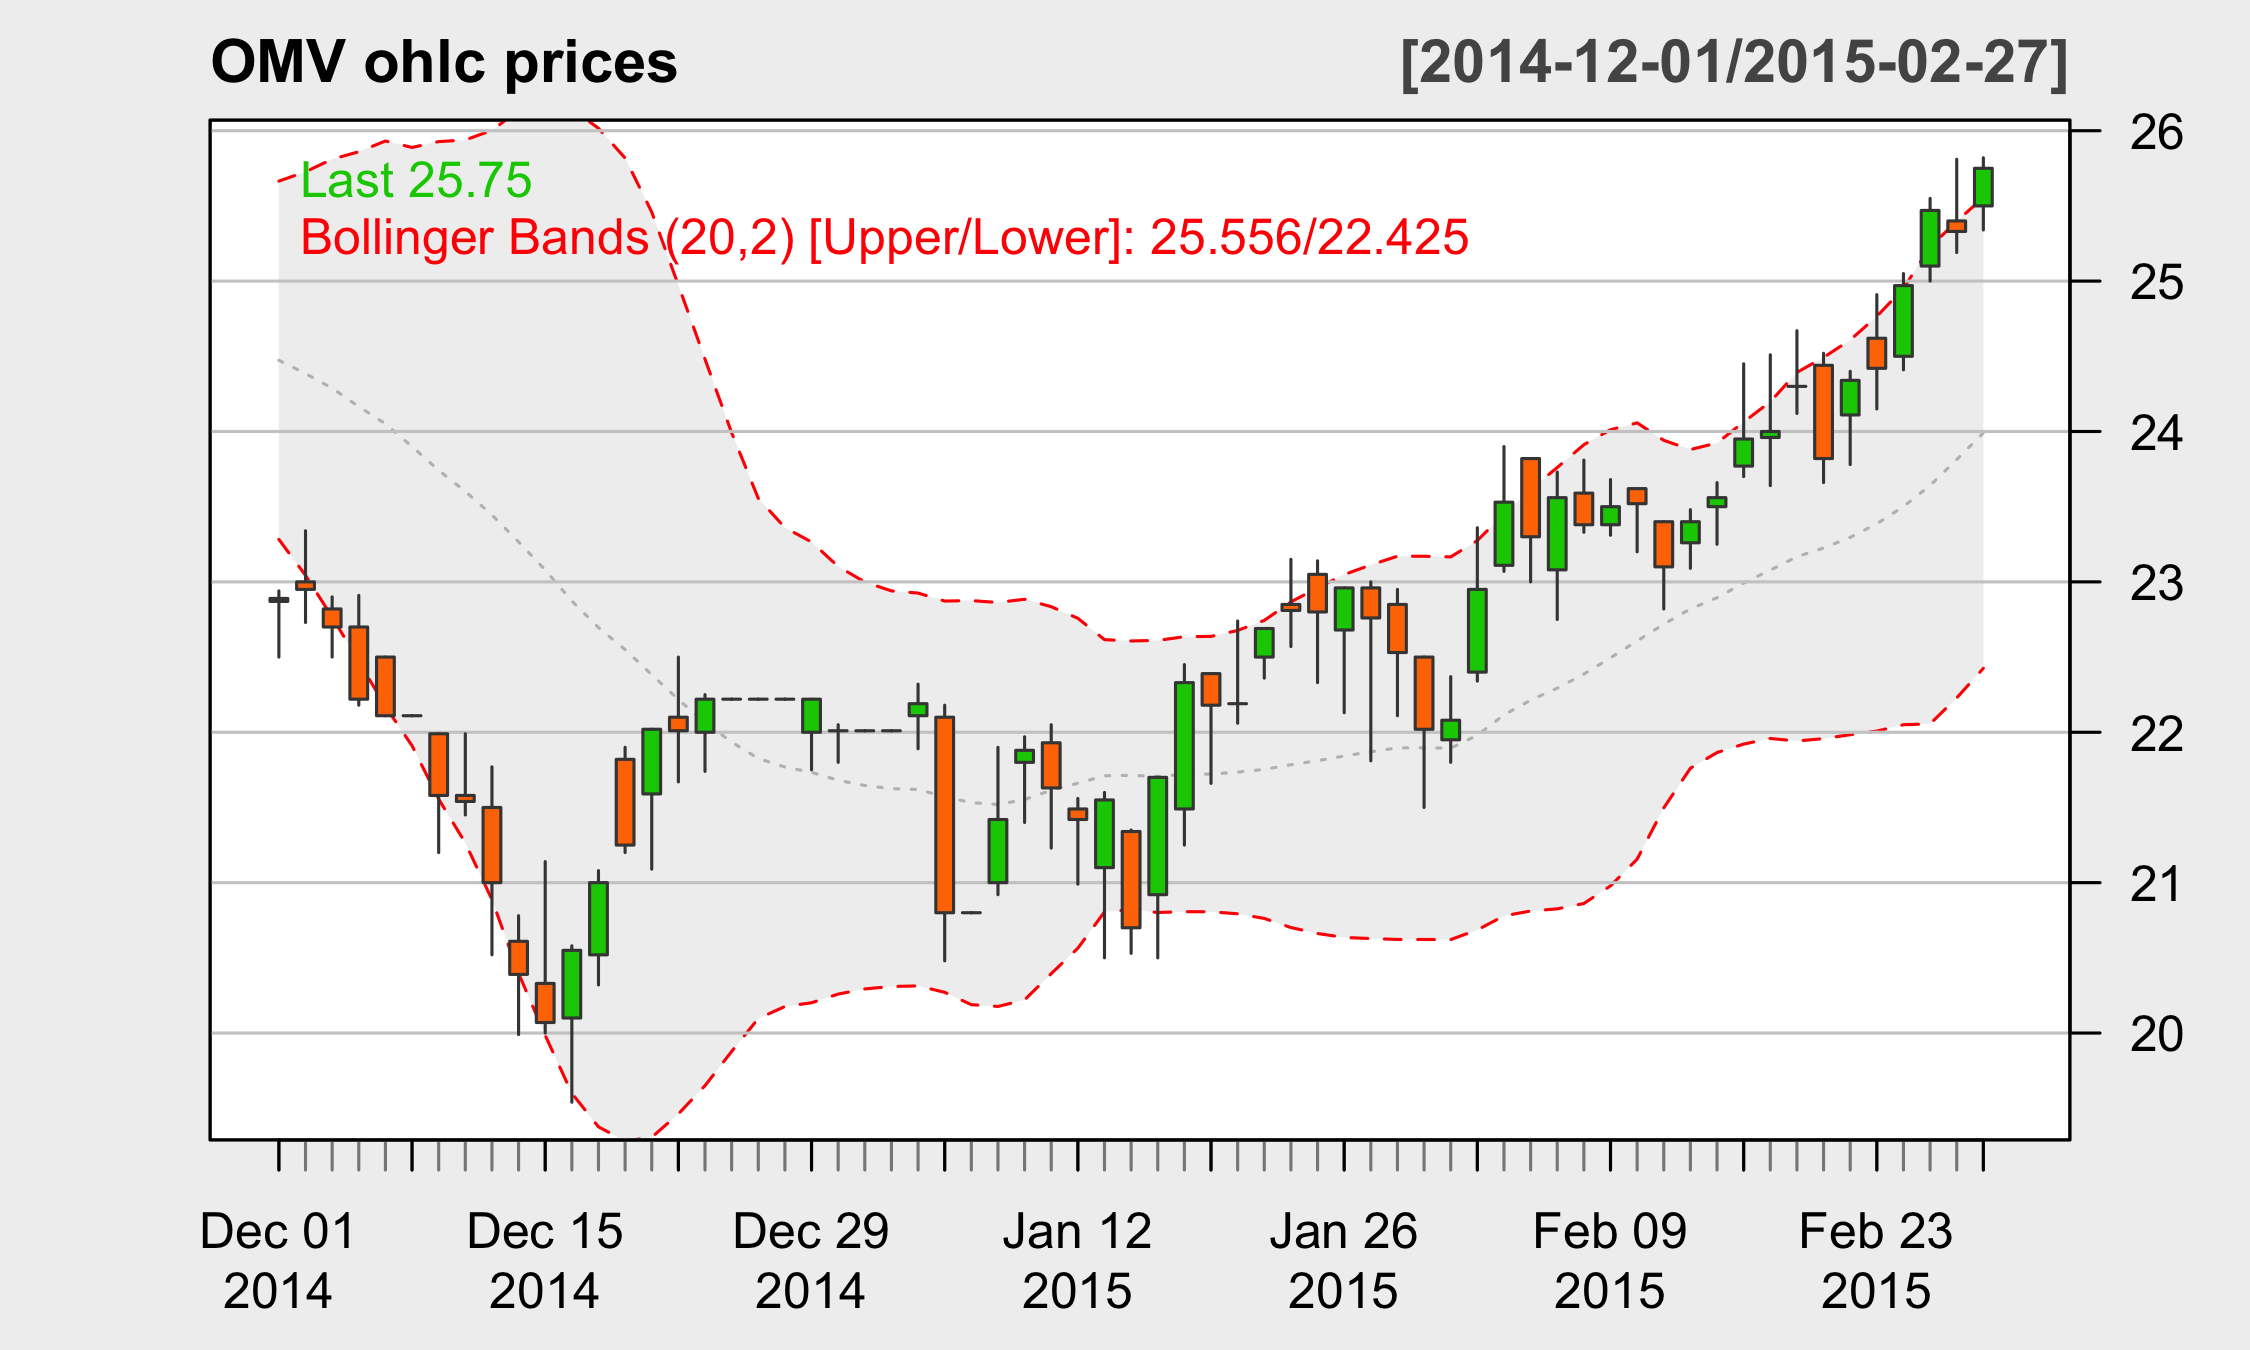 OMV ohlc prices [2014-12-01/2015-02-27]
Last 25.75
Bollinger Bands (20,2) [Upper/Lower]: 25.556/22.425
26
25
24
23
22
21
20
Dec 01 Dec 15 Dec 29 Jan 12 Jan 26 Feb 09 Feb 23
2014 2014 2014 2015 2015 2015 2015